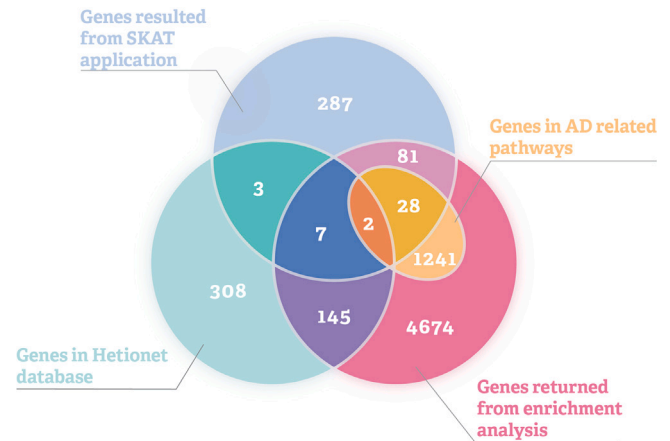 Genes resulted
from SKAT
application
287
Genes in AD related
pathways
81
3
28
7
2
1241
308
145
4674
Genes in Hetionet
database
Genes returned
from enrichment
analysis